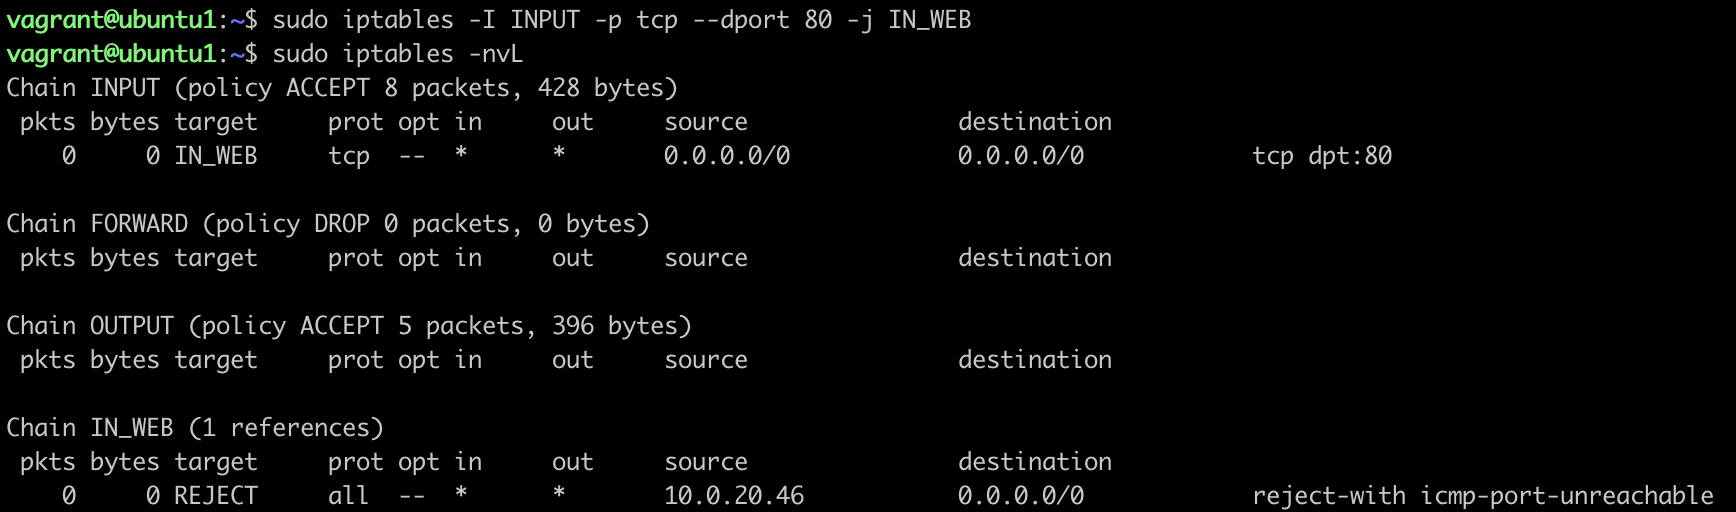 vagrant@ubuntu1:~$ sudo iptables -I INPUT -p tcp --dport 80 -j IN_WEB
vagrant@ubuntu1:~$ sudo iptables -nvL
Chain INPUT (policy ACCEPT 8 packets, 428 bytes)
 pkts bytes target     prot opt in     out     source               destination
    0     0 IN_WEB     tcp  --  *      *       0.0.0.0/0            0.0.0.0/0            tcp dpt:80

Chain FORWARD (policy DROP 0 packets, 0 bytes)
 pkts bytes target     prot opt in     out     source               destination

Chain OUTPUT (policy ACCEPT 5 packets, 396 bytes)
 pkts bytes target     prot opt in     out     source               destination

Chain IN_WEB (1 references)
 pkts bytes target     prot opt in     out     source               destination
    0     0 REJECT     all  --  *      *       10.0.20.46           0.0.0.0/0            reject-with icmp-port-unreachable